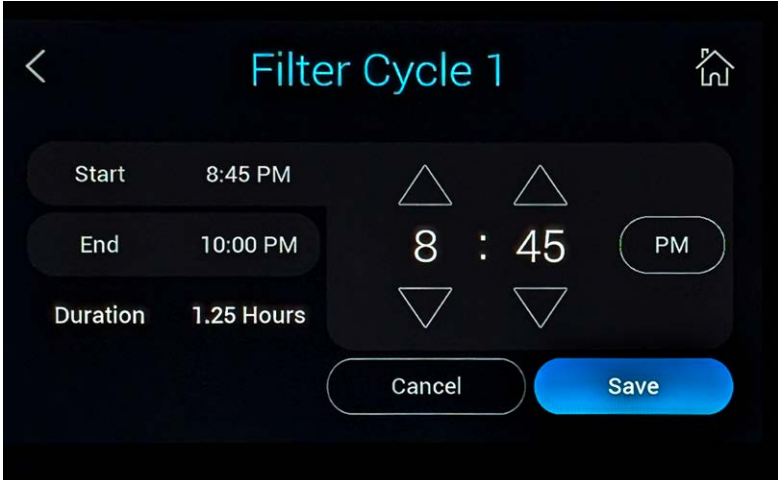 Filter Cycle 1
Start 8:45 PM
End 10:00 PM
Duration 1.25 Hours
8 : 45 PM
Cancel Save